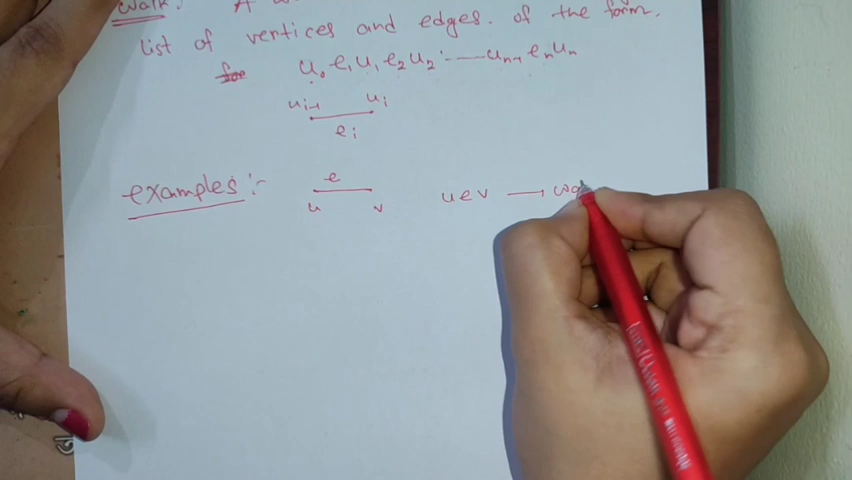 Walk: A
list of vertices and edges. of the form.
u₀ e₁ u₁ e₂ u₂ ---- uₙ₋₁ eₙ uₙ
uᵢ₋₁ uᵢ
eᵢ
e
examples :-
u e v → wa
u v